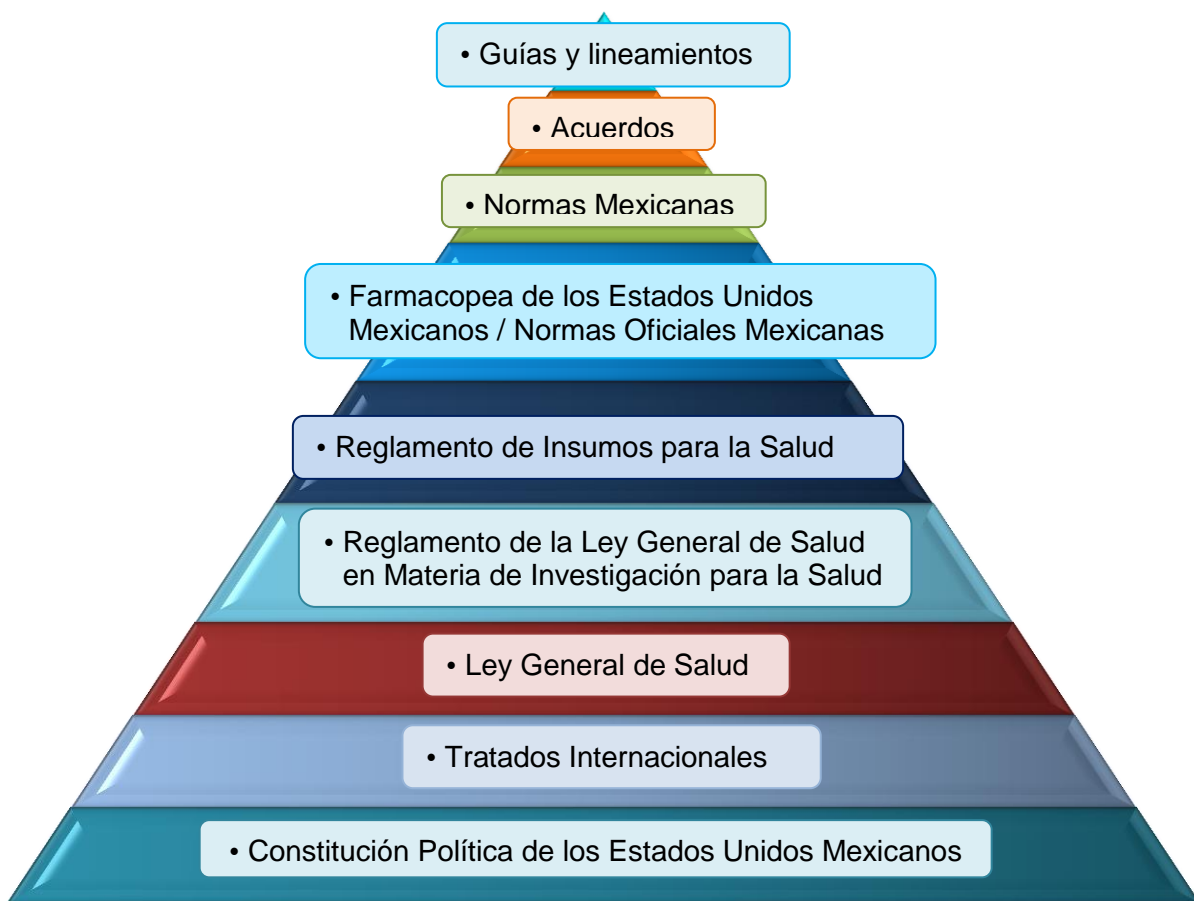 • Guías y lineamientos
• Acuerdos
• Normas Mexicanas
• Farmacopea de los Estados Unidos
Mexicanos / Normas Oficiales Mexicanas
• Reglamento de Insumos para la Salud
• Reglamento de la Ley General de Salud
en Materia de Investigación para la Salud
• Ley General de Salud
• Tratados Internacionales
• Constitución Política de los Estados Unidos Mexicanos